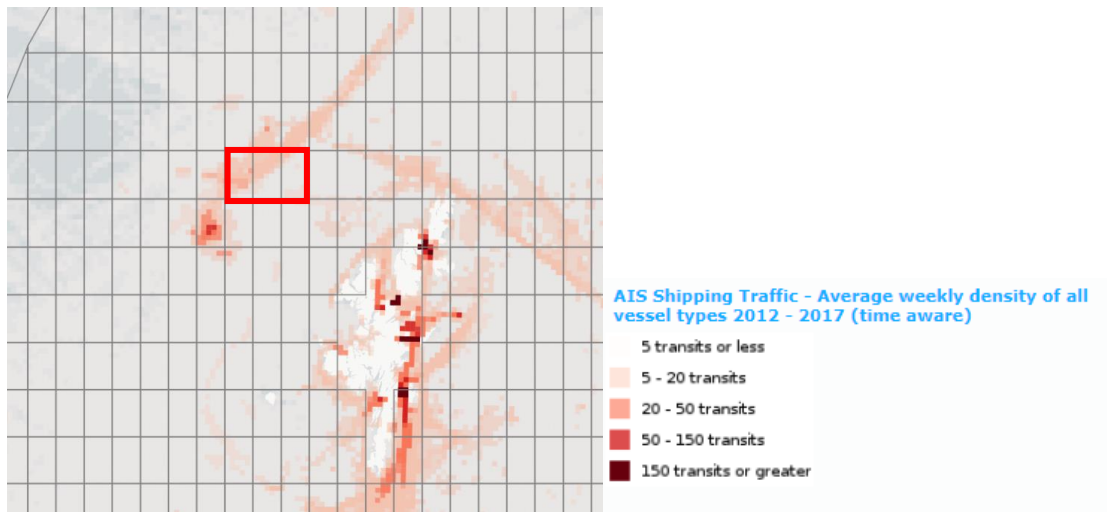 AIS Shipping Traffic - Average weekly density of all
vessel types 2012 - 2017 (time aware)
5 transits or less
5 - 20 transits
20 - 50 transits
50 - 150 transits
150 transits or greater